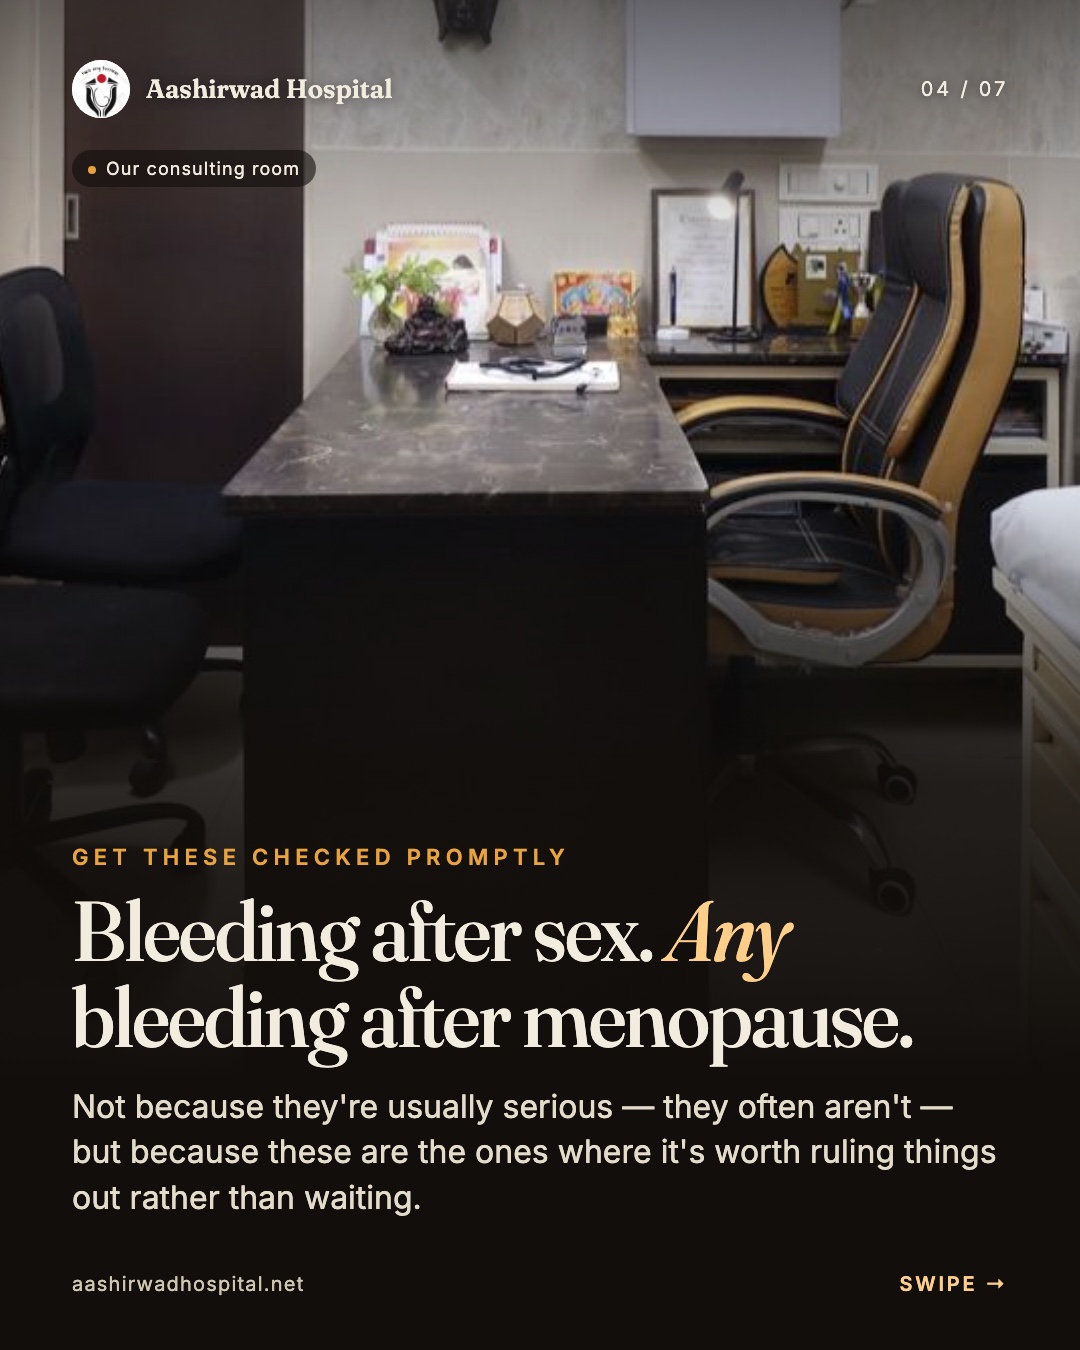 Aashirwad Hospital
04 / 07
Our consulting room
GET THESE CHECKED PROMPTLY
Bleeding after sex. Any
bleeding after menopause.
Not because they're usually serious — they often aren't —
but because these are the ones where it's worth ruling things
out rather than waiting.
aashirwadhospital.net
SWIPE →